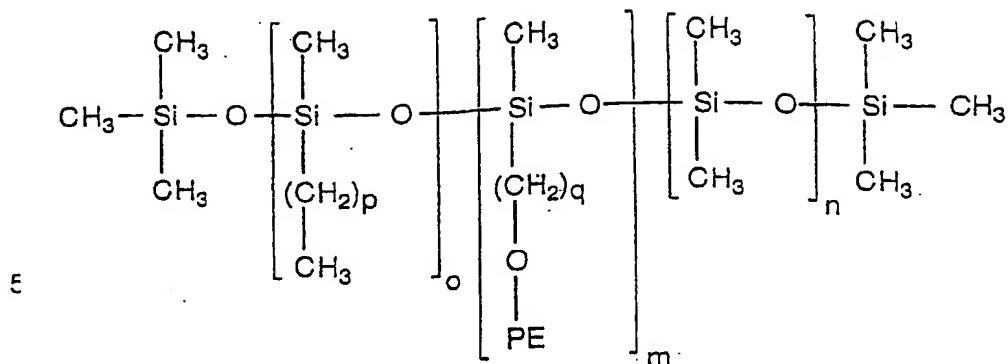 CH3 CH3 CH3 CH3 CH3
CH3 — Si — O — Si — O — Si — O — Si — O — Si — CH3
CH3 (CH2)p (CH2)q CH3 n CH3
CH3 o O
5
PE m